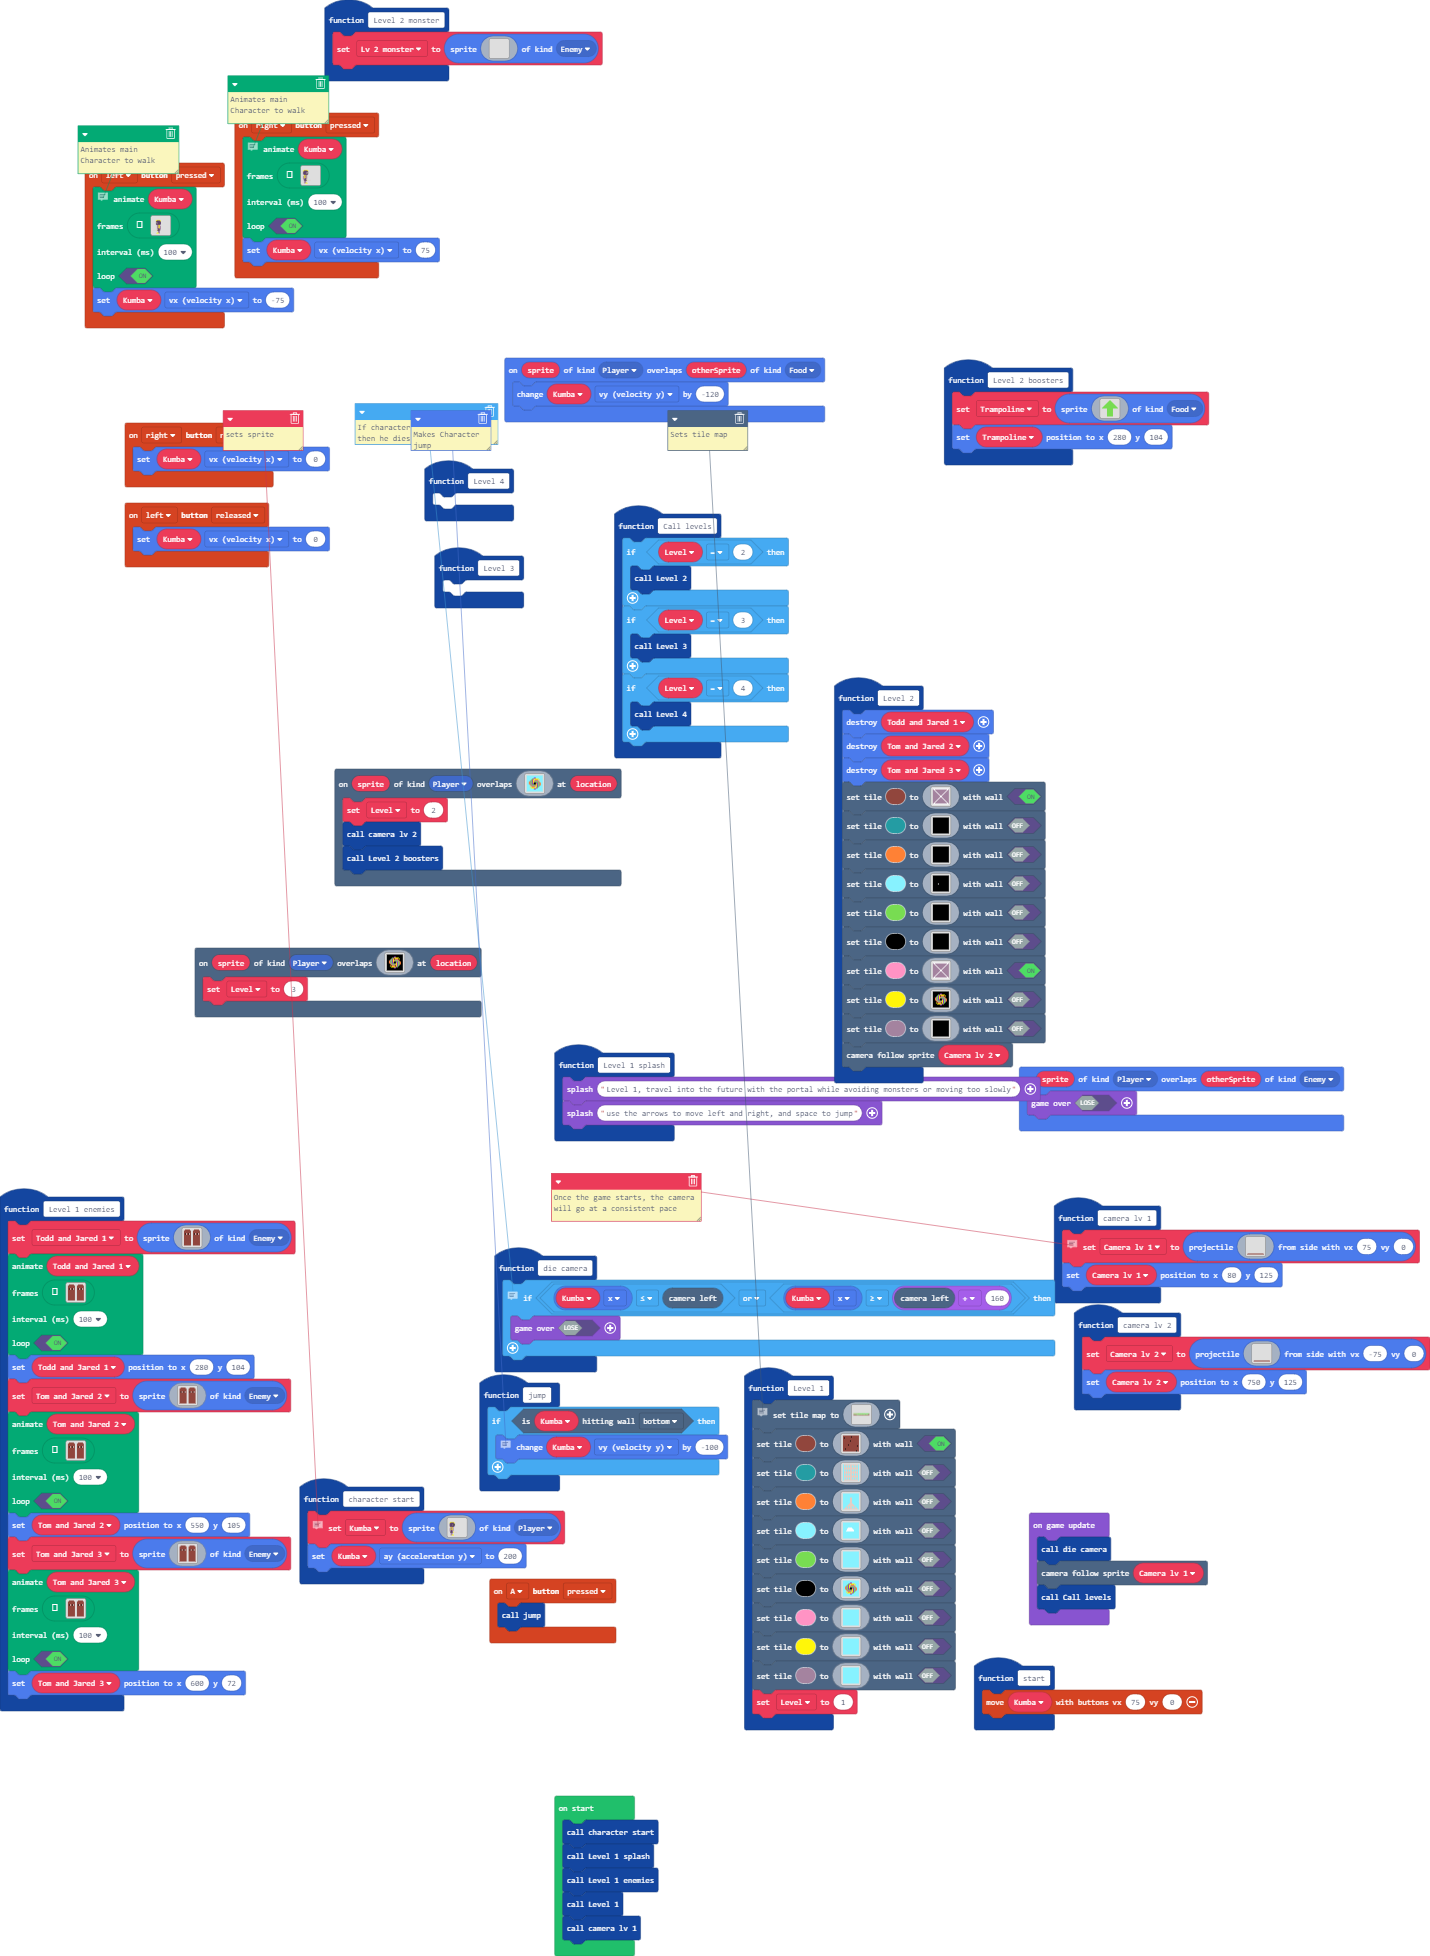 function Level 2 monster
set Lv 2 monster to sprite of kind Enemy
Animates main
Character to walk
on right button pressed
animate Kumba
frames
interval (ms) 100
loop ON
set Kumba vx (velocity x) to 75
Animates main
Character to walk
on left button pressed
animate Kumba
frames
interval (ms) 100
loop ON
set Kumba vx (velocity x) to -75
on sprite of kind Player overlaps otherSprite of kind Food
change Kumba vy (velocity y) by -120
function Level 2 boosters
set Trampoline to sprite of kind Food
set Trampoline position to x 280 y 104
sets sprite
on right button
set Kumba vx (velocity x) to 0
on left button released
set Kumba vx (velocity x) to 0
If character
then he dies
Makes Character
jump
Sets tile map
function Level 4
function Level 3
function Call levels
if Level = 2 then
call Level 2
if Level = 3 then
call Level 3
if Level = 4 then
call Level 4
function Level 2
destroy Todd and Jared 1
destroy Tom and Jared 2
destroy Tom and Jared 3
set tile to with wall ON
set tile to with wall OFF
set tile to with wall OFF
set tile to with wall OFF
set tile to with wall OFF
set tile to with wall OFF
set tile to with wall ON
set tile to with wall OFF
set tile to with wall OFF
camera follow sprite Camera lv 2
on sprite of kind Player overlaps at location
set Level to 2
call camera lv 2
call Level 2 boosters
on sprite of kind Player overlaps at location
set Level to 3
function Level 1 splash
splash "Level 1, travel into the future with the portal while avoiding monsters or moving too slowly"
splash "use the arrows to move left and right, and space to jump"
sprite of kind Player overlaps otherSprite of kind Enemy
game over LOSE
Once the game starts, the camera
will go at a consistent pace
function camera lv 1
set Camera lv 1 to projectile from side with vx 75 vy 0
set Camera lv 1 position to x 80 y 125
function camera lv 2
set Camera lv 2 to projectile from side with vx -75 vy 0
set Camera lv 2 position to x 750 y 125
function Level 1 enemies
set Todd and Jared 1 to sprite of kind Enemy
animate Todd and Jared 1
frames
interval (ms) 100
loop ON
set Todd and Jared 1 position to x 280 y 104
set Tom and Jared 2 to sprite of kind Enemy
animate Tom and Jared 2
frames
interval (ms) 100
loop ON
set Tom and Jared 2 position to x 550 y 105
set Tom and Jared 3 to sprite of kind Enemy
animate Tom and Jared 3
frames
interval (ms) 100
loop ON
set Tom and Jared 3 position to x 600 y 72
function die camera
if Kumba x ≤ camera left or Kumba x ≥ camera left + 160 then
game over LOSE
function jump
if is Kumba hitting wall bottom then
change Kumba vy (velocity y) by -100
function character start
set Kumba to sprite of kind Player
set Kumba ay (acceleration y) to 200
on A button pressed
call jump
function Level 1
set tile map to
set tile to with wall ON
set tile to with wall OFF
set tile to with wall OFF
set tile to with wall OFF
set tile to with wall OFF
set tile to with wall OFF
set tile to with wall OFF
set tile to with wall OFF
set tile to with wall OFF
set Level to 1
on game update
call die camera
camera follow sprite Camera lv 1
call Call levels
function start
move Kumba with buttons vx 75 vy 0
on start
call character start
call Level 1 splash
call Level 1 enemies
call Level 1
call camera lv 1